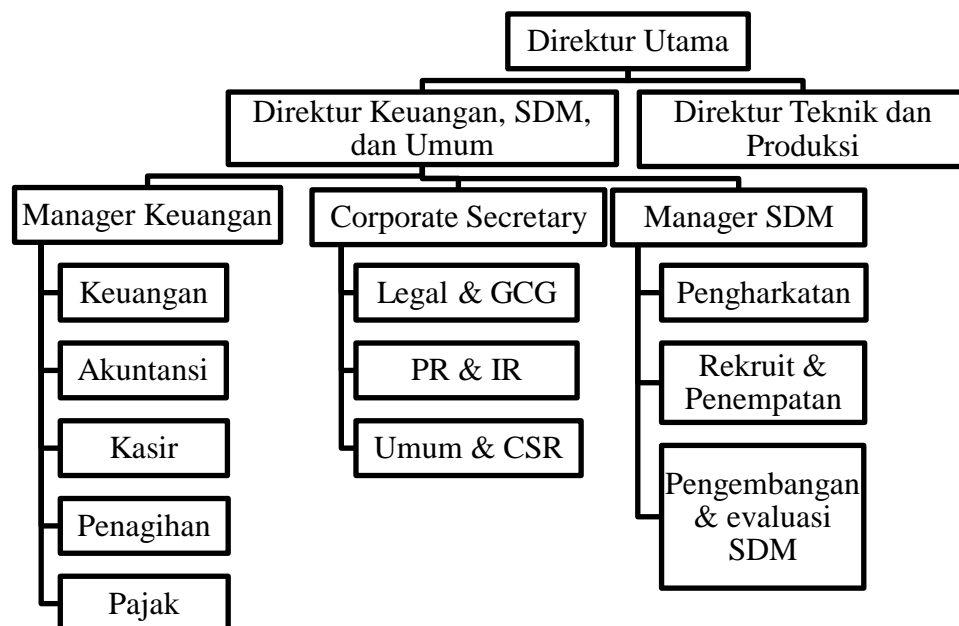 Direktur Utama
Direktur Keuangan, SDM,
dan Umum
Direktur Teknik dan
Produksi
Manager Keuangan
Corporate Secretary
Manager SDM
Keuangan
Akuntansi
Kasir
Penagihan
Pajak
Legal & GCG
PR & IR
Umum & CSR
Pengharkatan
Rekruit &
Penempatan
Pengembangan
& evaluasi
SDM